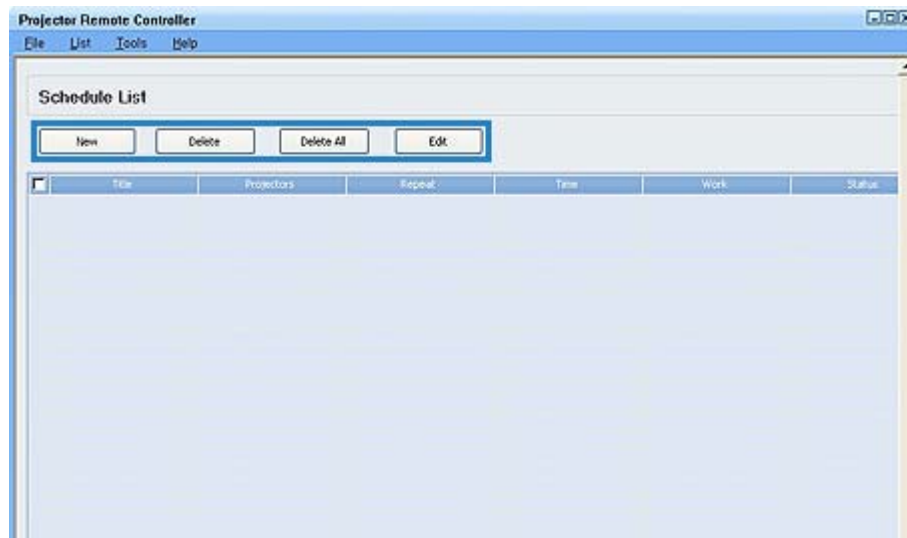 Projector Remote Controller
File List Tools Help
Schedule List
New Delete Delete All Edit
Title Projectors Repeat Time Work Status